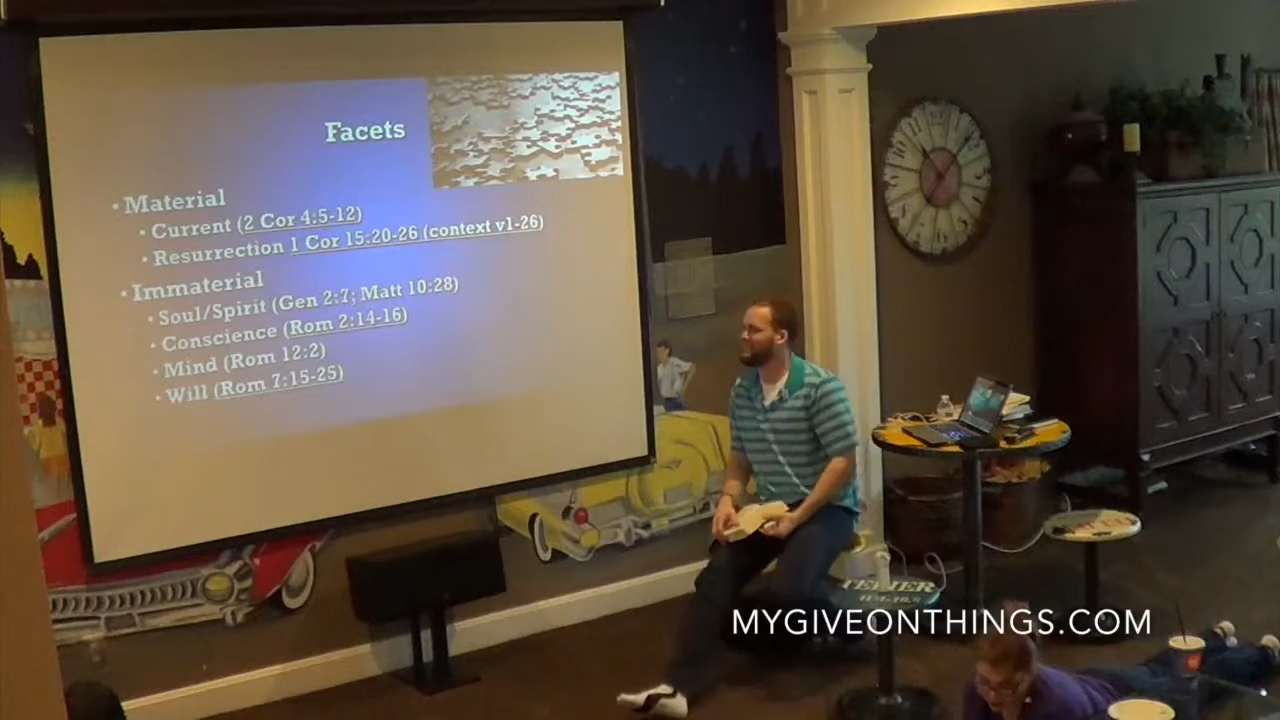 Facets
• Material
• Current (2 Cor 4:5-12)
• Resurrection 1 Cor 15:20-26 (context v1-26)
• Immaterial
• Soul/Spirit (Gen 2:7; Matt 10:28)
• Conscience (Rom 2:14-16)
• Mind (Rom 12:2)
• Will (Rom 7:15-25)
MYGIVEONTHINGS.COM